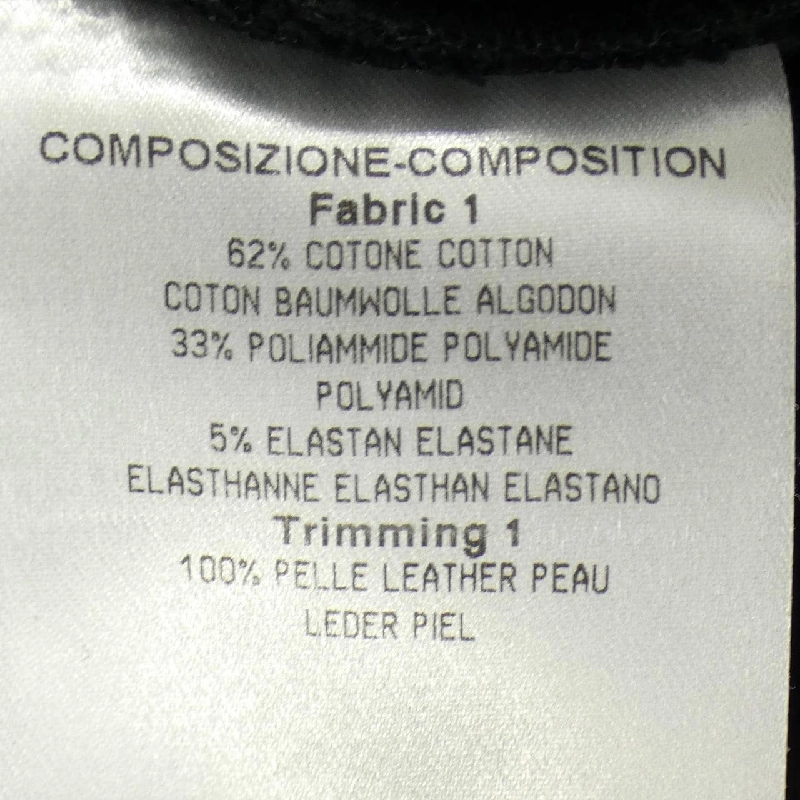 COMPOSIZIONE-COMPOSITION
Fabric 1
62% COTONE COTTON
COTON BAUMWOLLE ALGODON
33% POLIAMMIDE POLYAMIDE
POLYAMID
5% ELASTAN ELASTANE
ELASTHANNE ELASTHAN ELASTANO
Trimming 1
100% PELLE LEATHER PEAU
LEDER PIEL